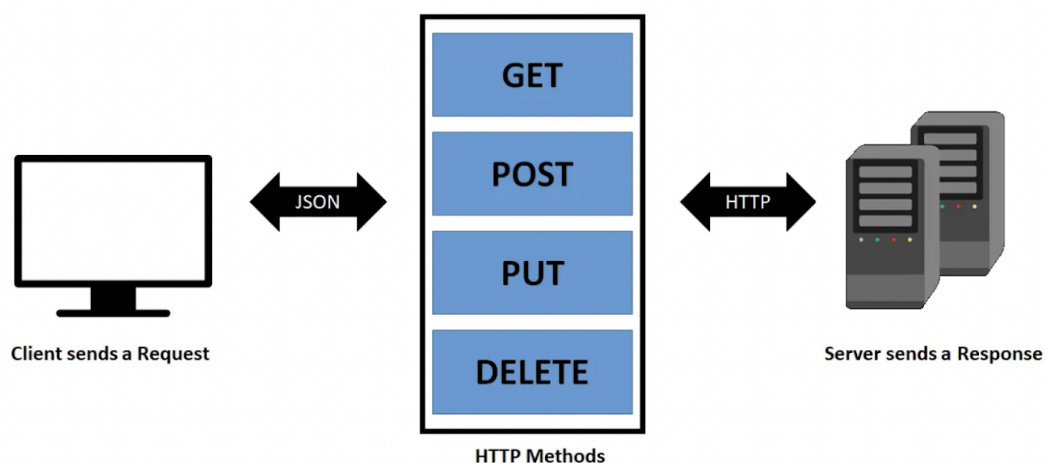 GET
POST
JSON
HTTP
PUT
Client sends a Request
Server sends a Response
DELETE
HTTP Methods